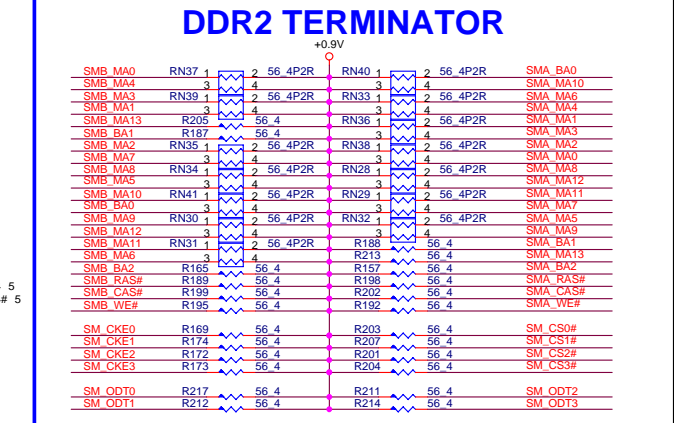 DDR2 TERMINATOR
+0.9V
SMB_MA0 RN37 1 2 56_4P2R RN40 1 2 56_4P2R SMA_BA0
SMB_MA4 3 4 3 4 SMA_MA10
SMB_MA3 RN39 1 2 56_4P2R RN33 1 2 56_4P2R SMA_MA6
SMB_MA1 3 4 3 4 SMA_MA4
SMB_MA13 R205 56_4 RN36 1 2 56_4P2R SMA_MA1
SMB_BA1 R187 56_4 3 4 SMA_MA3
SMB_MA2 RN35 1 2 56_4P2R RN38 1 2 56_4P2R SMA_MA2
SMB_MA7 3 4 3 4 SMA_MA0
SMB_MA8 RN34 1 2 56_4P2R RN28 1 2 56_4P2R SMA_MA8
SMB_MA5 3 4 3 4 SMA_MA12
SMB_MA10 RN41 1 2 56_4P2R RN29 1 2 56_4P2R SMA_MA11
SMB_BA0 3 4 3 4 SMA_MA7
SMB_MA9 RN30 1 2 56_4P2R RN32 1 2 56_4P2R SMA_MA5
SMB_MA12 3 4 3 4 SMA_MA9
SMB_MA11 RN31 1 2 56_4P2R R188 56_4 SMA_BA1
SMB_MA6 3 4 R213 56_4 SMA_MA13
SMB_BA2 R165 56_4 R157 56_4 SMA_BA2
SMB_RAS# R189 56_4 R198 56_4 SMA_RAS#
SMB_CAS# R199 56_4 R202 56_4 SMA_CAS#
SMB_WE# R195 56_4 R192 56_4 SMA_WE#
5
# 5
SM_CKE0 R169 56_4 R203 56_4 SM_CS0#
SM_CKE1 R174 56_4 R207 56_4 SM_CS1#
SM_CKE2 R172 56_4 R201 56_4 SM_CS2#
SM_CKE3 R173 56_4 R204 56_4 SM_CS3#
SM_ODT0 R217 56_4 R211 56_4 SM_ODT2
SM_ODT1 R212 56_4 R214 56_4 SM_ODT3